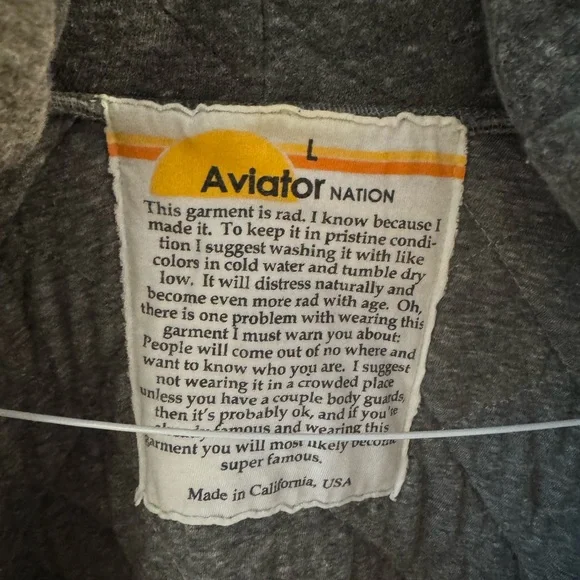 L
Aviator NATION
This garment is rad. I know because I
made it. To keep it in pristine condi-
tion I suggest washing it with like
colors in cold water and tumble dry
low. It will distress naturally and
become even more rad with age. Oh,
there is one problem with wearing this
garment I must warn you about:
People will come out of no where and
want to know who you are. I suggest
not wearing it in a crowded place
unless you have a couple body guards,
then it's probably ok, and if you're
famous and wearing this
garment you will most likely become
super famous.
Made in California, USA